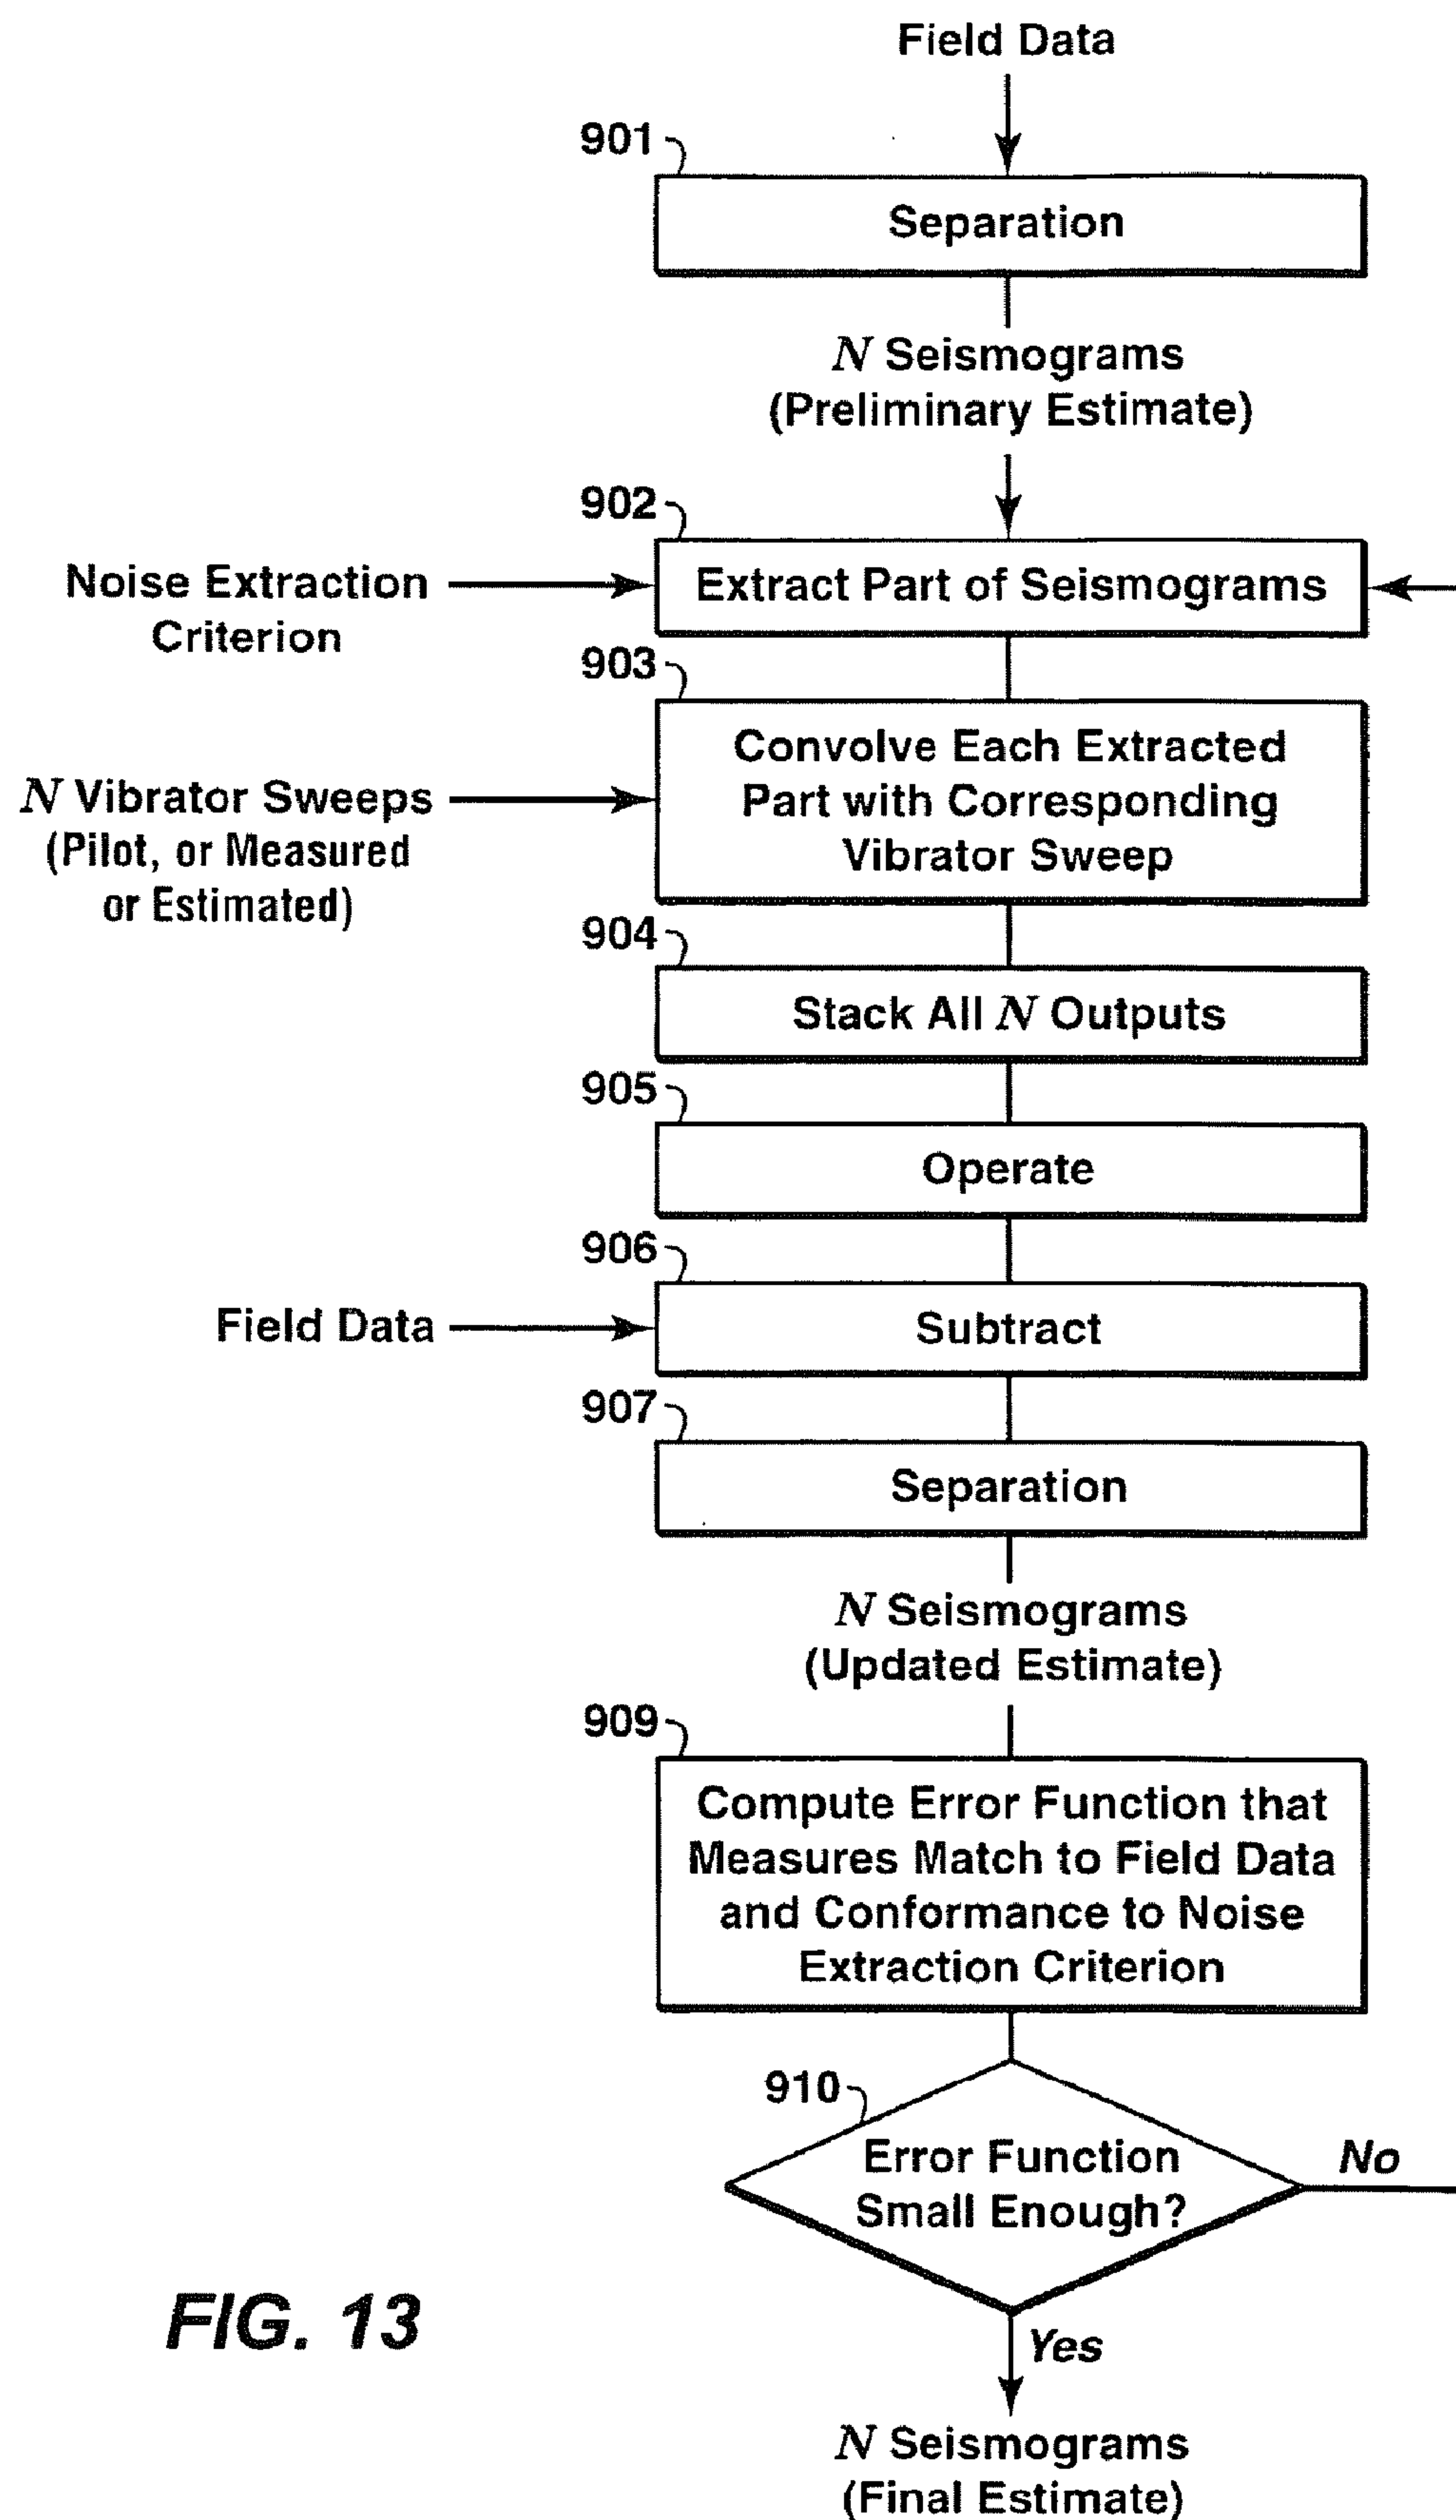 Field Data
901
Separation
N Seismograms
(Preliminary Estimate)
902
Noise Extraction
Criterion
Extract Part of Seismograms
903
N Vibrator Sweeps
(Pilot, or Measured
or Estimated)
Convolve Each Extracted
Part with Corresponding
Vibrator Sweep
904
Stack All N Outputs
905
Operate
906
Field Data
Subtract
907
Separation
N Seismograms
(Updated Estimate)
909
Compute Error Function that
Measures Match to Field Data
and Conformance to Noise
Extraction Criterion
910
Error Function
Small Enough?
No
Yes
FIG. 13
N Seismograms
(Final Estimate)